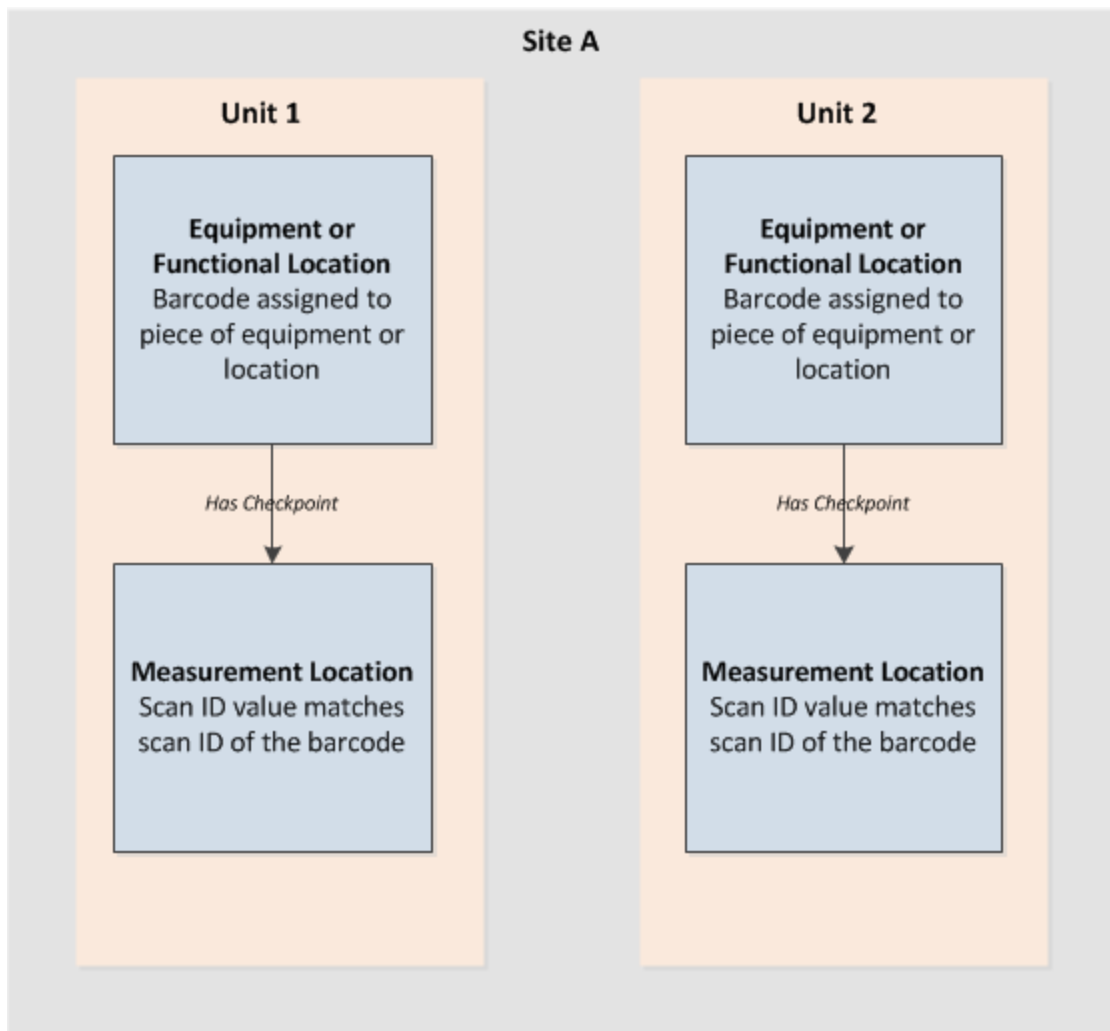 Site A
Unit 1
Equipment or
Functional Location
Barcode assigned to
piece of equipment or
location
Has Checkpoint
Measurement Location
Scan ID value matches
scan ID of the barcode
Unit 2
Equipment or
Functional Location
Barcode assigned to
piece of equipment or
location
Has Checkpoint
Measurement Location
Scan ID value matches
scan ID of the barcode